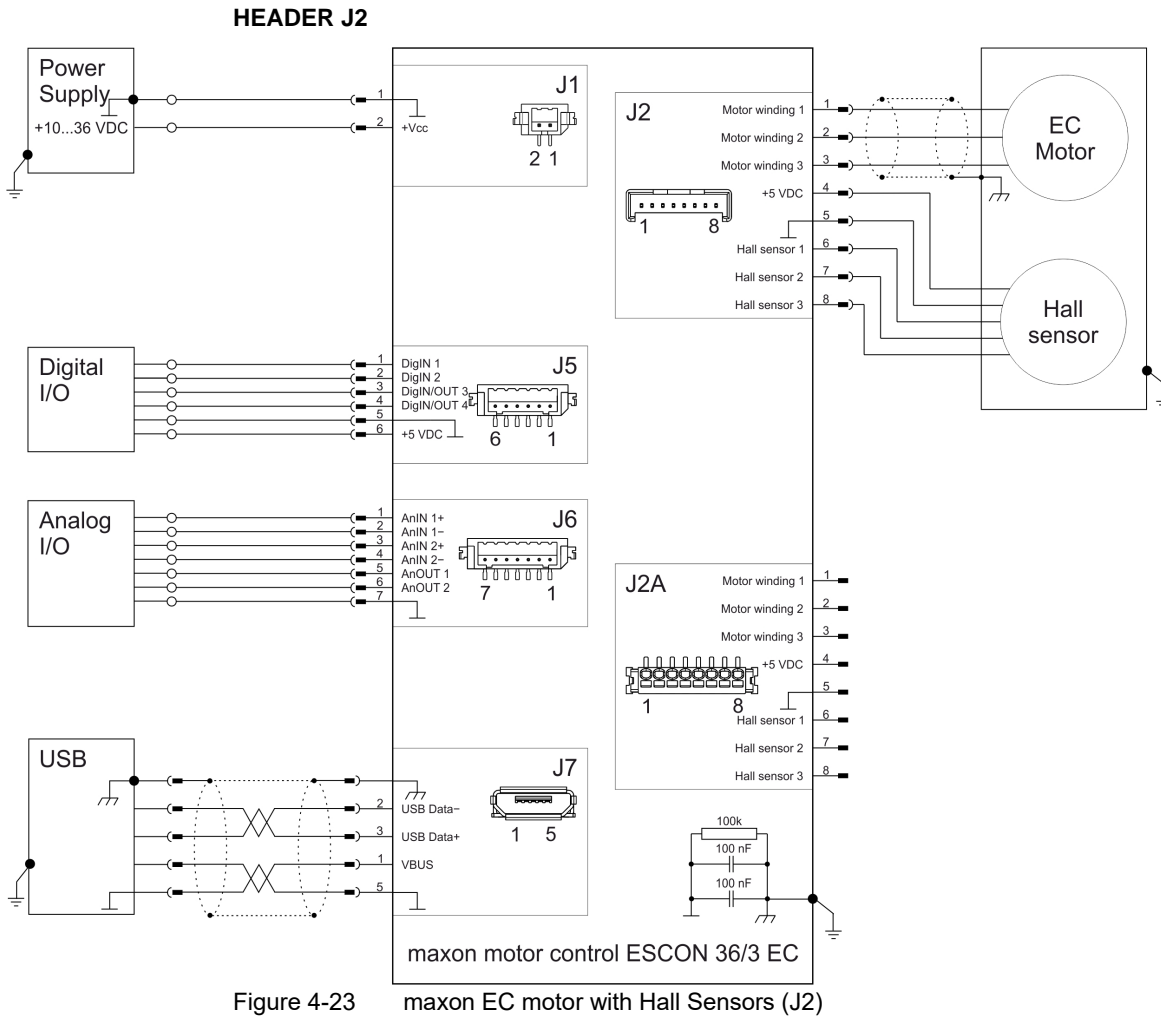 HEADER J2
Power
Supply
+10...36 VDC
1
2
+Vcc
J1
2 1
J2
1 8
Motor winding 1
Motor winding 2
Motor winding 3
+5 VDC
Hall sensor 1
Hall sensor 2
Hall sensor 3
1
2
3
4
5
6
7
8
EC
Motor
Hall
sensor
Digital
I/O
1
2
3
4
5
6
DigIN 1
DigIN 2
DigIN/OUT 3
DigIN/OUT 4
+5 VDC
J5
6 1
Analog
I/O
1
2
3
4
5
6
7
AnIN 1+
AnIN 1−
AnIN 2+
AnIN 2−
AnOUT 1
AnOUT 2
J6
7 1
J2A
1 8
Motor winding 1
Motor winding 2
Motor winding 3
+5 VDC
Hall sensor 1
Hall sensor 2
Hall sensor 3
1
2
3
4
5
6
7
8
USB
2
3
1
5
USB Data−
USB Data+
VBUS
J7
1 5
100k
100 nF
100 nF
maxon motor control ESCON 36/3 EC
Figure 4-23 maxon EC motor with Hall Sensors (J2)